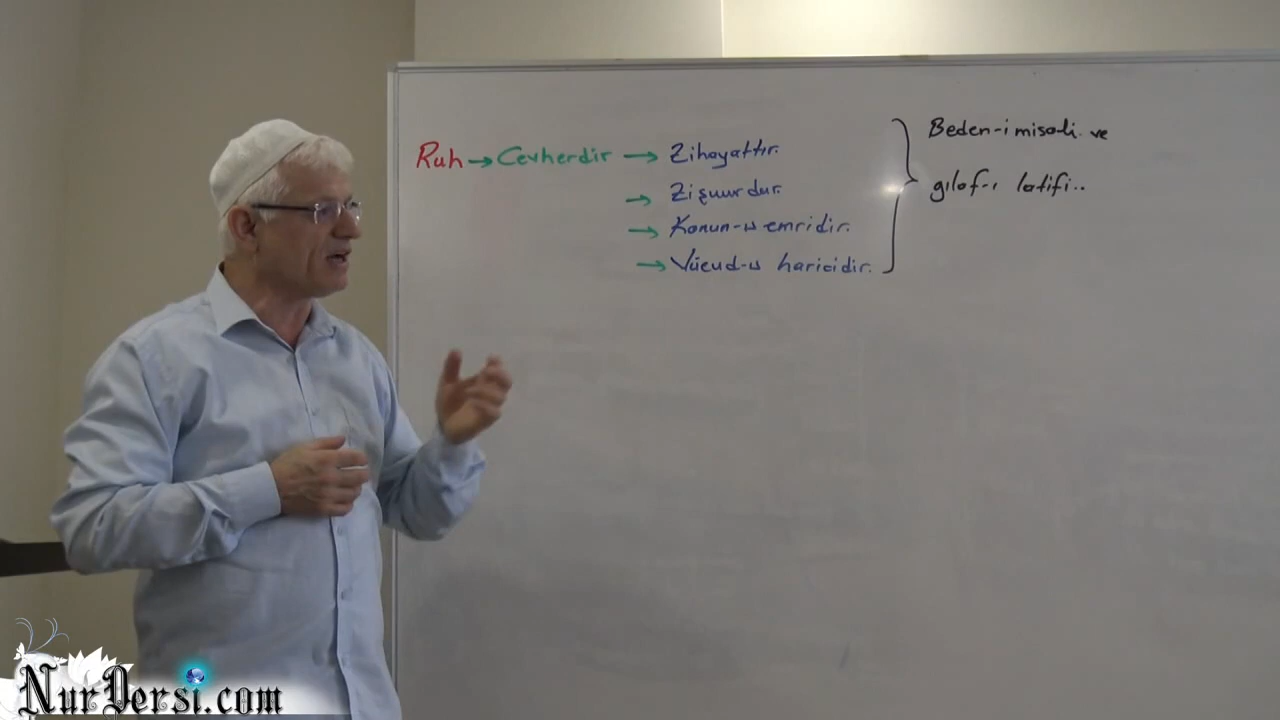 Ruh → Cevherdir → Zihayattır.
→ Zişuurdur.
→ Kanun-u emridir.
→ Vücud-u haricidir.
Beden-i misali ve
gılaf-ı latifi..
NurDersi.com